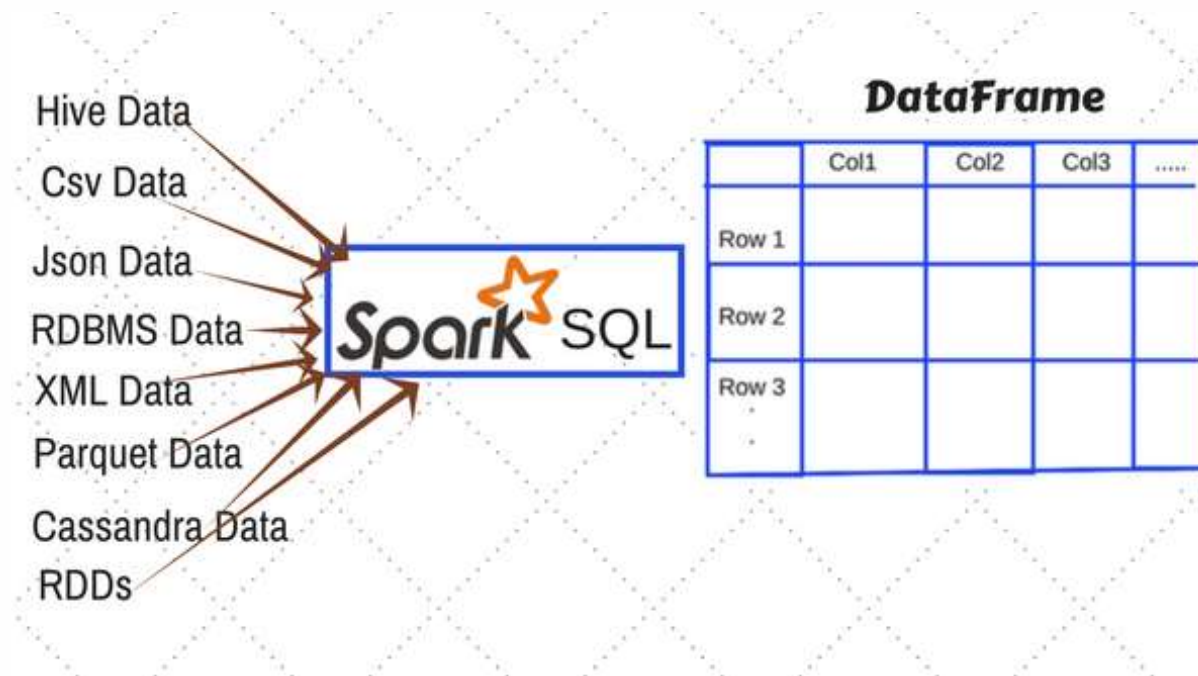 Hive Data
Csv Data
Json Data
RDBMS Data
XML Data
Parquet Data
Cassandra Data
RDDs
Spark SQL
DataFrame
Col1 Col2 Col3 .....
Row 1
Row 2
Row 3
.
.